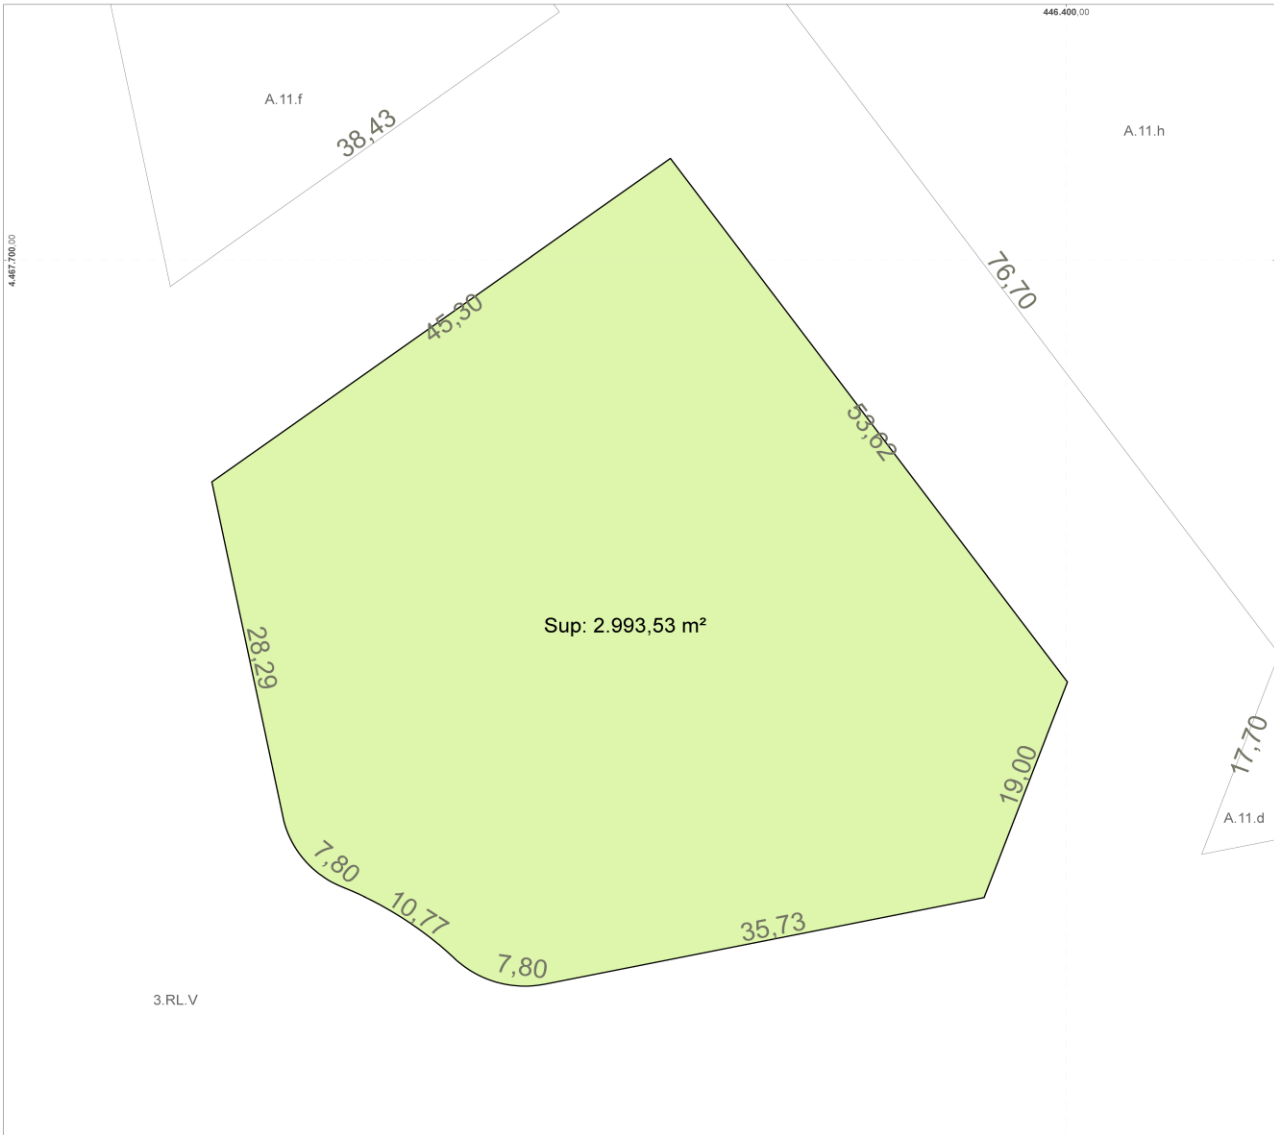 446.400,00
A.11.f
38,43
A.11.h
4.467.700,00
76,70
45,30
53,62
Sup: 2.993,53 m²
28,29
17,70
19,00
A.11.d
7,80
10,77
35,73
7,80
3.RL.V